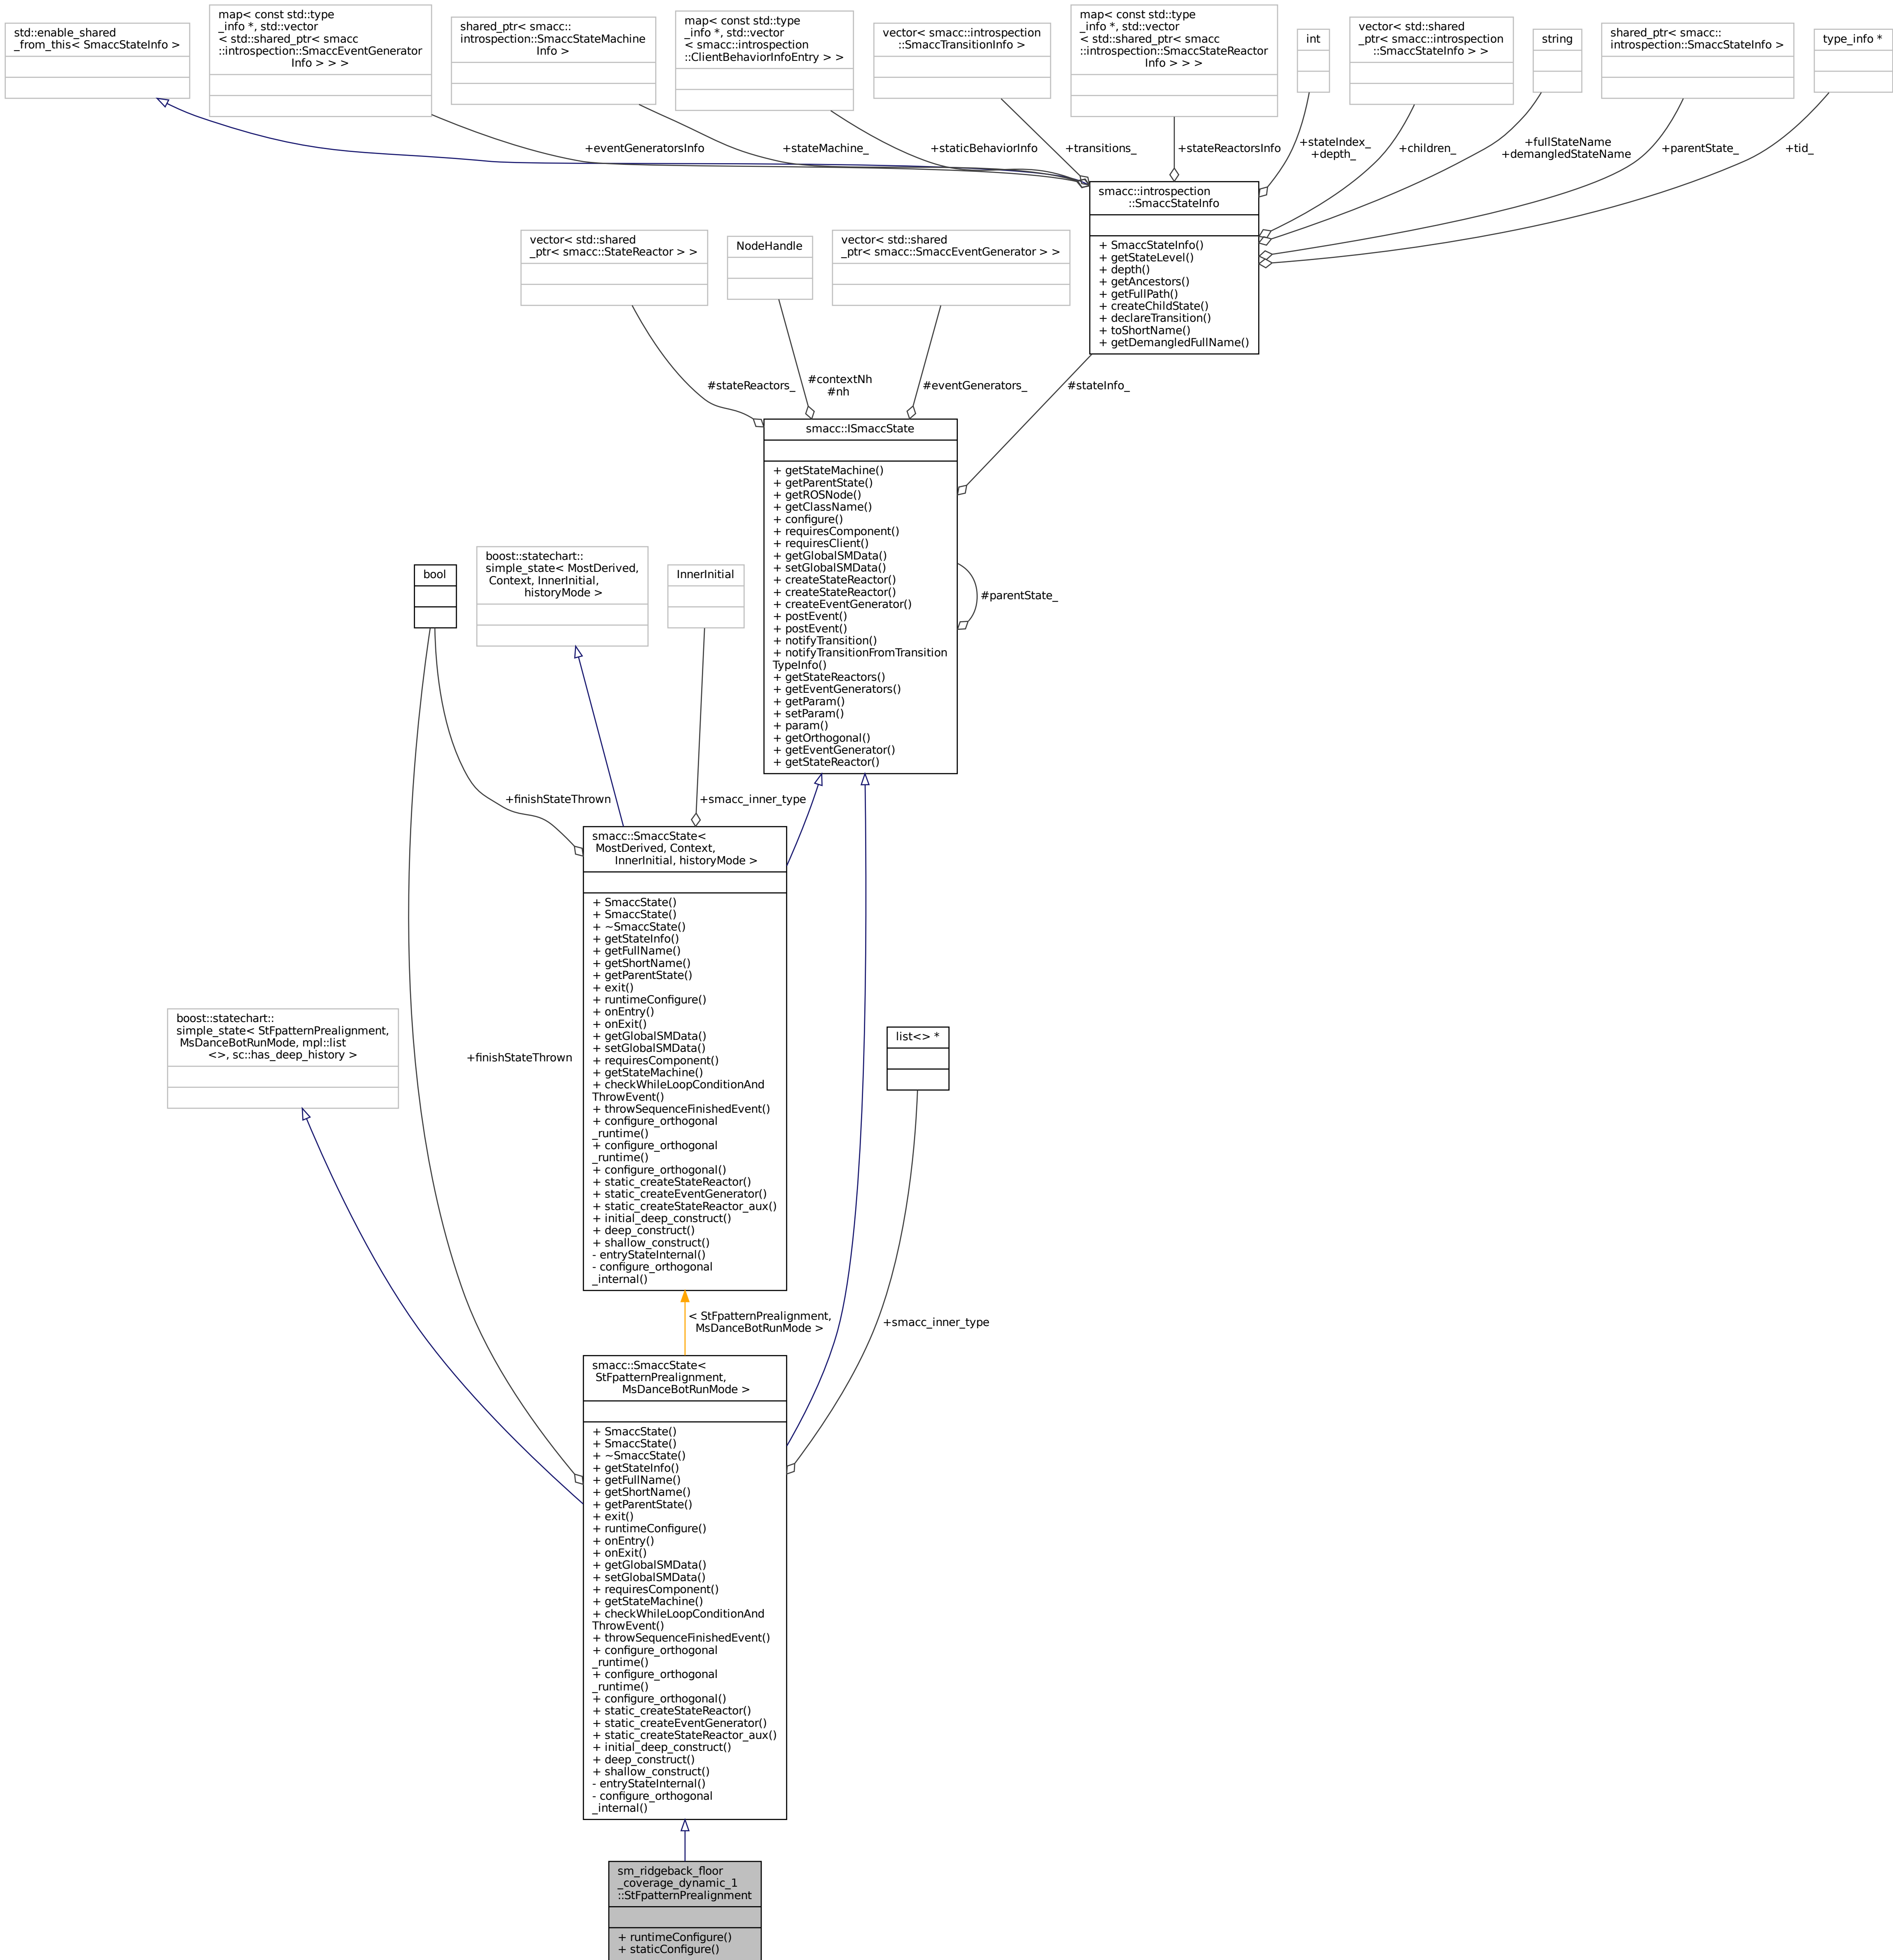 std::enable_shared
_from_this< SmaccStateInfo >
map< const std::type
_info *, std::vector
< std::shared_ptr< smacc
::introspection::SmaccEventGenerator
Info > > >
shared_ptr< smacc::
introspection::SmaccStateMachine
Info >
map< const std::type
_info *, std::vector
< smacc::introspection
::ClientBehaviorInfoEntry > >
vector< smacc::introspection
::SmaccTransitionInfo >
map< const std::type
_info *, std::vector
< std::shared_ptr< smacc
::introspection::SmaccStateReactor
Info > > >
int
vector< std::shared
_ptr< smacc::introspection
::SmaccStateInfo > >
string
shared_ptr< smacc::
introspection::SmaccStateInfo >
type_info *
+eventGeneratorsInfo
+stateMachine_
+staticBehaviorInfo
+transitions_
+stateReactorsInfo
+stateIndex_
+depth_
+children_
+fullStateName
+demangledStateName
+parentState_
+tid_
smacc::introspection
::SmaccStateInfo
+ SmaccStateInfo()
+ getStateLevel()
+ depth()
+ getAncestors()
+ getFullPath()
+ createChildState()
+ declareTransition()
+ toShortName()
+ getDemangledFullName()
vector< std::shared
_ptr< smacc::StateReactor > >
NodeHandle
vector< std::shared
_ptr< smacc::SmaccEventGenerator > >
#stateReactors_
#contextNh
#nh
#eventGenerators_
#stateInfo_
smacc::ISmaccState
+ getStateMachine()
+ getParentState()
+ getROSNode()
+ getClassName()
+ configure()
+ requiresComponent()
+ requiresClient()
+ getGlobalSMData()
+ setGlobalSMData()
+ createStateReactor()
+ createStateReactor()
+ createEventGenerator()
+ postEvent()
+ postEvent()
+ notifyTransition()
+ notifyTransitionFromTransition
TypeInfo()
+ getStateReactors()
+ getEventGenerators()
+ getParam()
+ setParam()
+ param()
+ getOrthogonal()
+ getEventGenerator()
+ getStateReactor()
#parentState_
bool
boost::statechart::
simple_state< MostDerived,
Context, InnerInitial,
historyMode >
InnerInitial
+finishStateThrown
+smacc_inner_type
smacc::SmaccState<
MostDerived, Context,
InnerInitial, historyMode >
+ SmaccState()
+ SmaccState()
+ ~SmaccState()
+ getStateInfo()
+ getFullName()
+ getShortName()
+ getParentState()
+ exit()
+ runtimeConfigure()
+ onEntry()
+ onExit()
+ getGlobalSMData()
+ setGlobalSMData()
+ requiresComponent()
+ getStateMachine()
+ checkWhileLoopConditionAnd
ThrowEvent()
+ throwSequenceFinishedEvent()
+ configure_orthogonal
_runtime()
+ configure_orthogonal
_runtime()
+ configure_orthogonal()
+ static_createStateReactor()
+ static_createEventGenerator()
+ static_createStateReactor_aux()
+ initial_deep_construct()
+ deep_construct()
+ shallow_construct()
- entryStateInternal()
- configure_orthogonal
_internal()
boost::statechart::
simple_state< StFpatternPrealignment,
MsDanceBotRunMode, mpl::list
<>, sc::has_deep_history >
+finishStateThrown
list<> *
< StFpatternPrealignment,
MsDanceBotRunMode >
+smacc_inner_type
smacc::SmaccState<
StFpatternPrealignment,
MsDanceBotRunMode >
+ SmaccState()
+ SmaccState()
+ ~SmaccState()
+ getStateInfo()
+ getFullName()
+ getShortName()
+ getParentState()
+ exit()
+ runtimeConfigure()
+ onEntry()
+ onExit()
+ getGlobalSMData()
+ setGlobalSMData()
+ requiresComponent()
+ getStateMachine()
+ checkWhileLoopConditionAnd
ThrowEvent()
+ throwSequenceFinishedEvent()
+ configure_orthogonal
_runtime()
+ configure_orthogonal
_runtime()
+ configure_orthogonal()
+ static_createStateReactor()
+ static_createEventGenerator()
+ static_createStateReactor_aux()
+ initial_deep_construct()
+ deep_construct()
+ shallow_construct()
- entryStateInternal()
- configure_orthogonal
_internal()
sm_ridgeback_floor
_coverage_dynamic_1
::StFpatternPrealignment
+ runtimeConfigure()
+ staticConfigure()